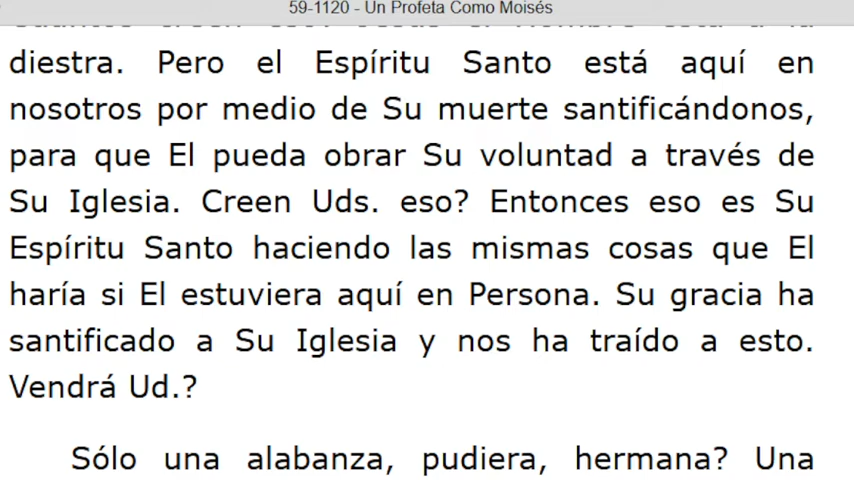 59-1120 - Un Profeta Como Moisés
diestra. Pero el Espíritu Santo está aquí en
nosotros por medio de Su muerte santificándonos,
para que El pueda obrar Su voluntad a través de
Su Iglesia. Creen Uds. eso? Entonces eso es Su
Espíritu Santo haciendo las mismas cosas que El
haría si El estuviera aquí en Persona. Su gracia ha
santificado a Su Iglesia y nos ha traído a esto.
Vendrá Ud.?
Sólo una alabanza, pudiera, hermana? Una